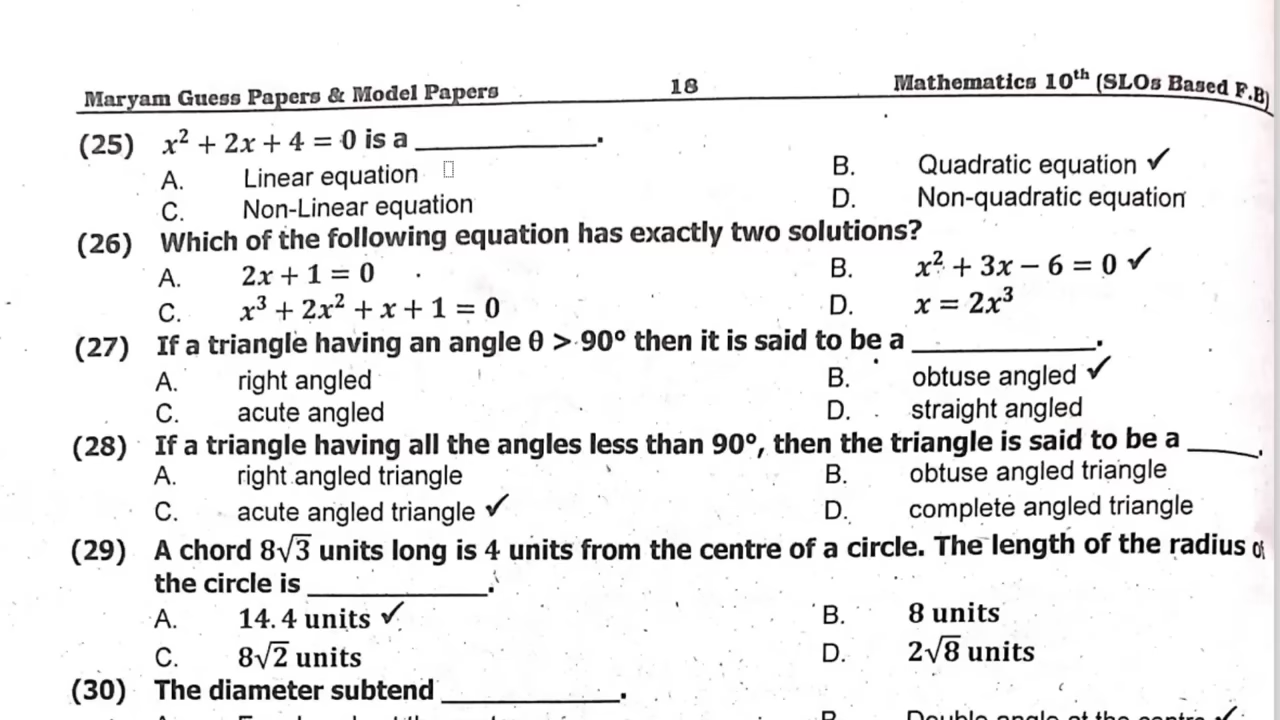 Maryam Guess Papers & Model Papers 18 Mathematics 10th (SLOs Based F.B)
(25) x² + 2x + 4 = 0 is a ____________.
A. Linear equation B. Quadratic equation ✓
C. Non-Linear equation D. Non-quadratic equation
(26) Which of the following equation has exactly two solutions?
A. 2x + 1 = 0 B. x² + 3x − 6 = 0 ✓
C. x³ + 2x² + x + 1 = 0 D. x = 2x³
(27) If a triangle having an angle θ > 90° then it is said to be a ____________.
A. right angled B. obtuse angled ✓
C. acute angled D. straight angled
(28) If a triangle having all the angles less than 90°, then the triangle is said to be a _____.
A. right angled triangle B. obtuse angled triangle
C. acute angled triangle ✓ D. complete angled triangle
(29) A chord 8√3 units long is 4 units from the centre of a circle. The length of the radius of
the circle is ____________.
A. 14.4 units ✓ B. 8 units
C. 8√2 units D. 2√8 units
(30) The diameter subtend ____________.
B. Double angle at the centre ✓